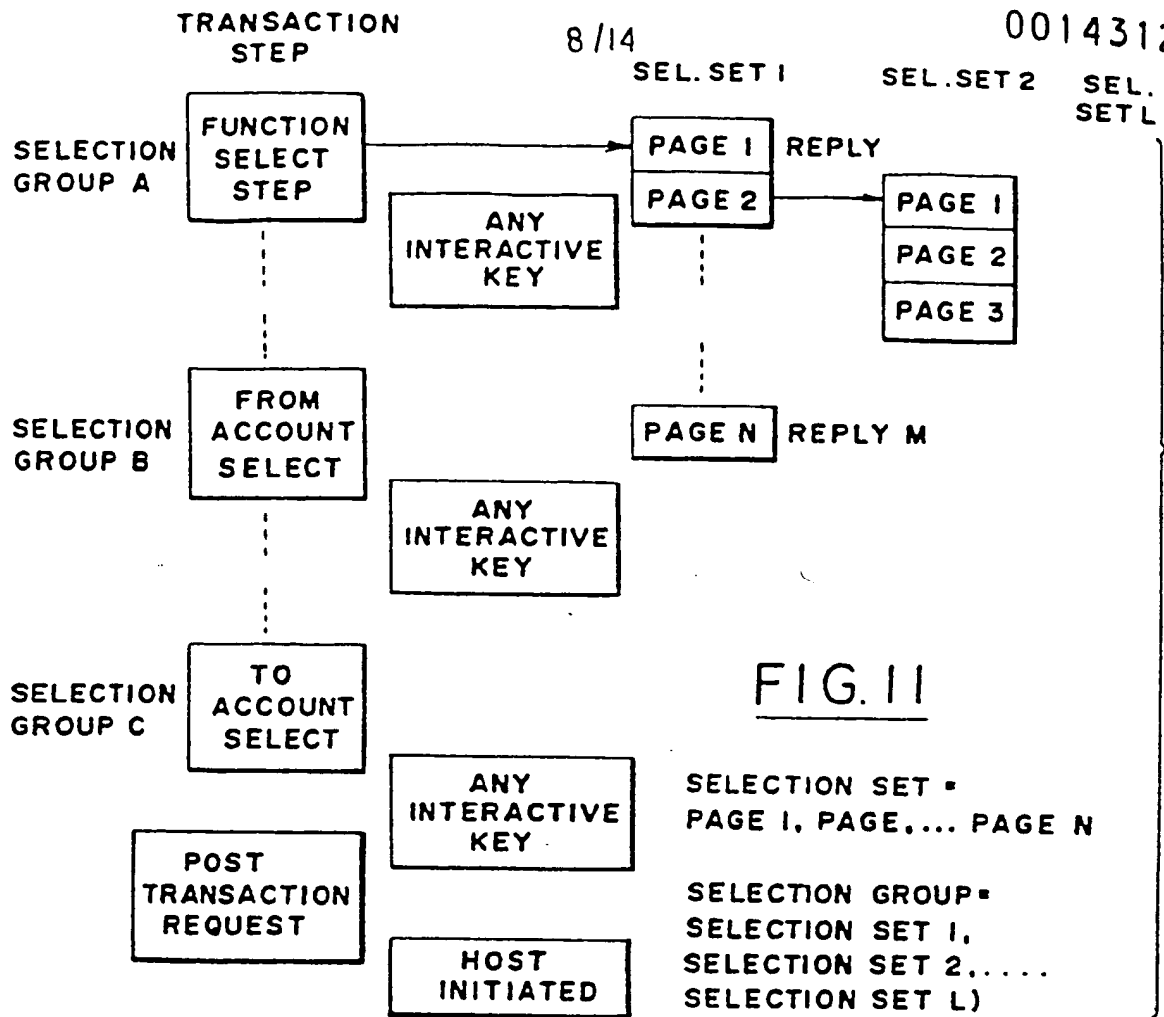 TRANSACTION
STEP
8/14
0014312
SEL. SET 1
SEL. SET 2
SEL.
SET L
SELECTION
GROUP A
FUNCTION
SELECT
STEP
PAGE 1
REPLY
PAGE 2
ANY
INTERACTIVE
KEY
PAGE 1
PAGE 2
PAGE 3
SELECTION
GROUP B
FROM
ACCOUNT
SELECT
PAGE N
REPLY M
ANY
INTERACTIVE
KEY
SELECTION
GROUP C
TO
ACCOUNT
SELECT
FIG. 11
ANY
INTERACTIVE
KEY
SELECTION SET =
PAGE 1, PAGE, ... PAGE N
POST
TRANSACTION
REQUEST
SELECTION GROUP=
SELECTION SET 1,
SELECTION SET 2, ....
SELECTION SET L)
HOST
INITIATED